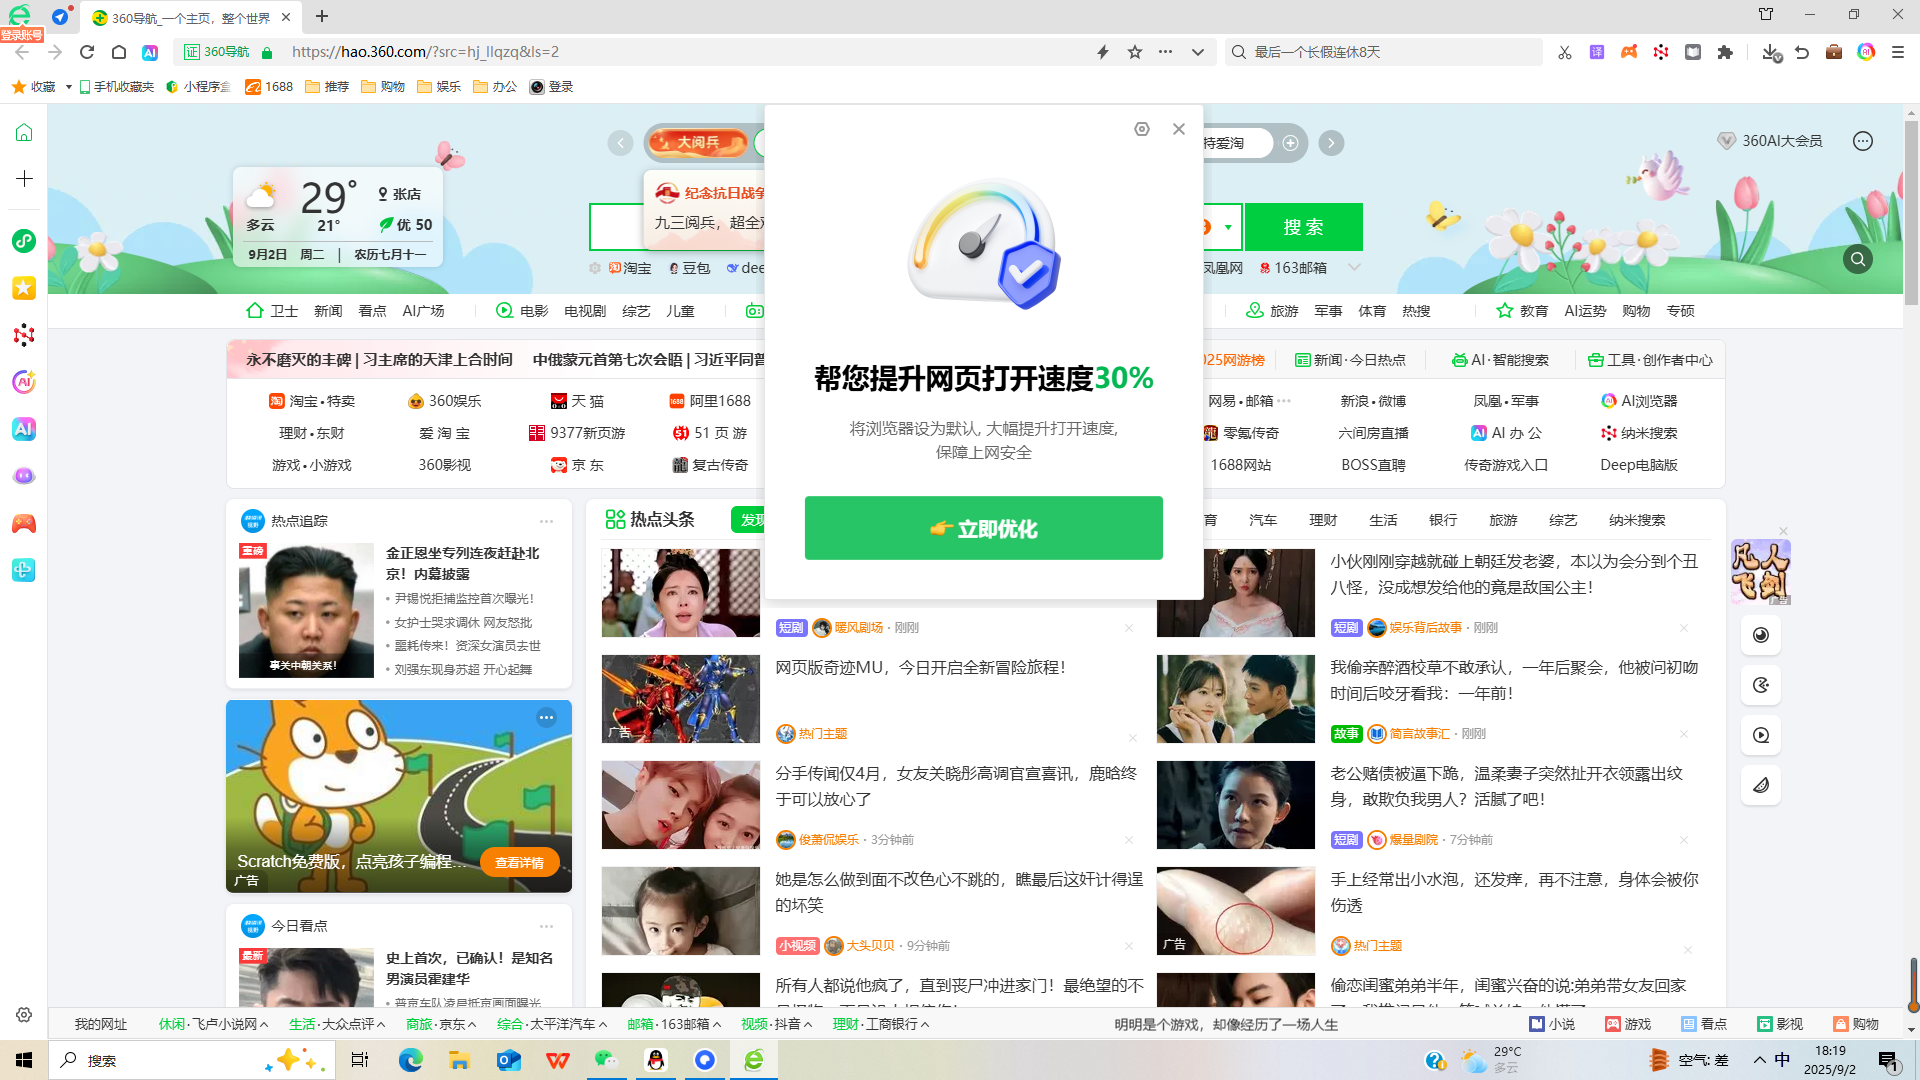 360导航_一个主页，整个世界
登录账号
360导航
https://hao.360.com/?src=hj_llqzq&ls=2
最后一个长假连休8天
收藏 手机收藏夹 小程序盒 1688 推荐 购物 娱乐 办公 登录
大阅兵
持爱淘
360AI大会员
29° 张店
多云 21° 优 50
9月2日 周二 | 农历七月十一
纪念抗日战争
九三阅兵，超全
搜索
淘宝 豆包 dee
凤凰网 163邮箱
卫士 新闻 看点 AI广场 电影 电视剧 综艺 儿童
旅游 军事 体育 热搜 教育 AI运势 购物 专硕
永不磨灭的丰碑 | 习主席的天津上合时间 中俄蒙元首第七次会晤 | 习近平同普
025网游榜 新闻·今日热点 AI·智能搜索 工具·创作者中心
淘宝•特卖 360娱乐 天猫 阿里1688
网易•邮箱 新浪•微博 凤凰•军事 AI浏览器
理财•东财 爱淘宝 9377新页游 51页游
零氪传奇 六间房直播 AI办公 纳米搜索
游戏•小游戏 360影视 京东 复古传奇
1688网站 BOSS直聘 传奇游戏入口 Deep电脑版
帮您提升网页打开速度30%
将浏览器设为默认, 大幅提升打开速度,
保障上网安全
立即优化
热点追踪
重磅
金正恩坐专列连夜赶赴北
京！内幕披露
尹锡悦拒捕监控首次曝光！
女护士哭求调休 网友怒批
噩耗传来！资深女演员去世
刘强东现身苏超 开心起舞
事关中朝关系！
Scratch免费版，点亮孩子编程...
查看详情
广告
今日看点
最新
史上首次，已确认！是知名
男演员霍建华
普京车队凌晨抵京画面曝光
热点头条 发现
育 汽车 理财 生活 银行 旅游 综艺 纳米搜索
短剧 暖风剧场 · 刚刚
小伙刚刚穿越就碰上朝廷发老婆，本以为会分到个丑
八怪，没成想发给他的竟是敌国公主！
短剧 娱乐背后故事 · 刚刚
网页版奇迹MU，今日开启全新冒险旅程！
广告
热门主题
我偷亲醉酒校草不敢承认，一年后聚会，他被问初吻
时间后咬牙看我：一年前！
故事 简言故事汇 · 刚刚
分手传闻仅4月，女友关晓彤高调官宣喜讯，鹿晗终
于可以放心了
俊萧侃娱乐 · 3分钟前
老公赌债被逼下跪，温柔妻子突然扯开衣领露出纹
身，敢欺负我男人？活腻了吧！
短剧 爆量剧院 · 7分钟前
她是怎么做到面不改色心不跳的，瞧最后这奸计得逞
的坏笑
小视频 大头贝贝 · 9分钟前
手上经常出小水泡，还发痒，再不注意，身体会被你
伤透
广告
热门主题
所有人都说他疯了，直到丧尸冲进家门！最绝望的不
偷恋闺蜜弟弟半年，闺蜜兴奋的说:弟弟带女友回家
凡人
飞剑
广告
我的网址 休闲·飞卢小说网 生活·大众点评 商旅·京东 综合·太平洋汽车 邮箱·163邮箱 视频·抖音 理财·工商银行
明明是个游戏，却像经历了一场人生
小说 游戏 看点 影视 购物
搜索
29°C
多云
空气: 差
中
18:19
2025/9/2
1